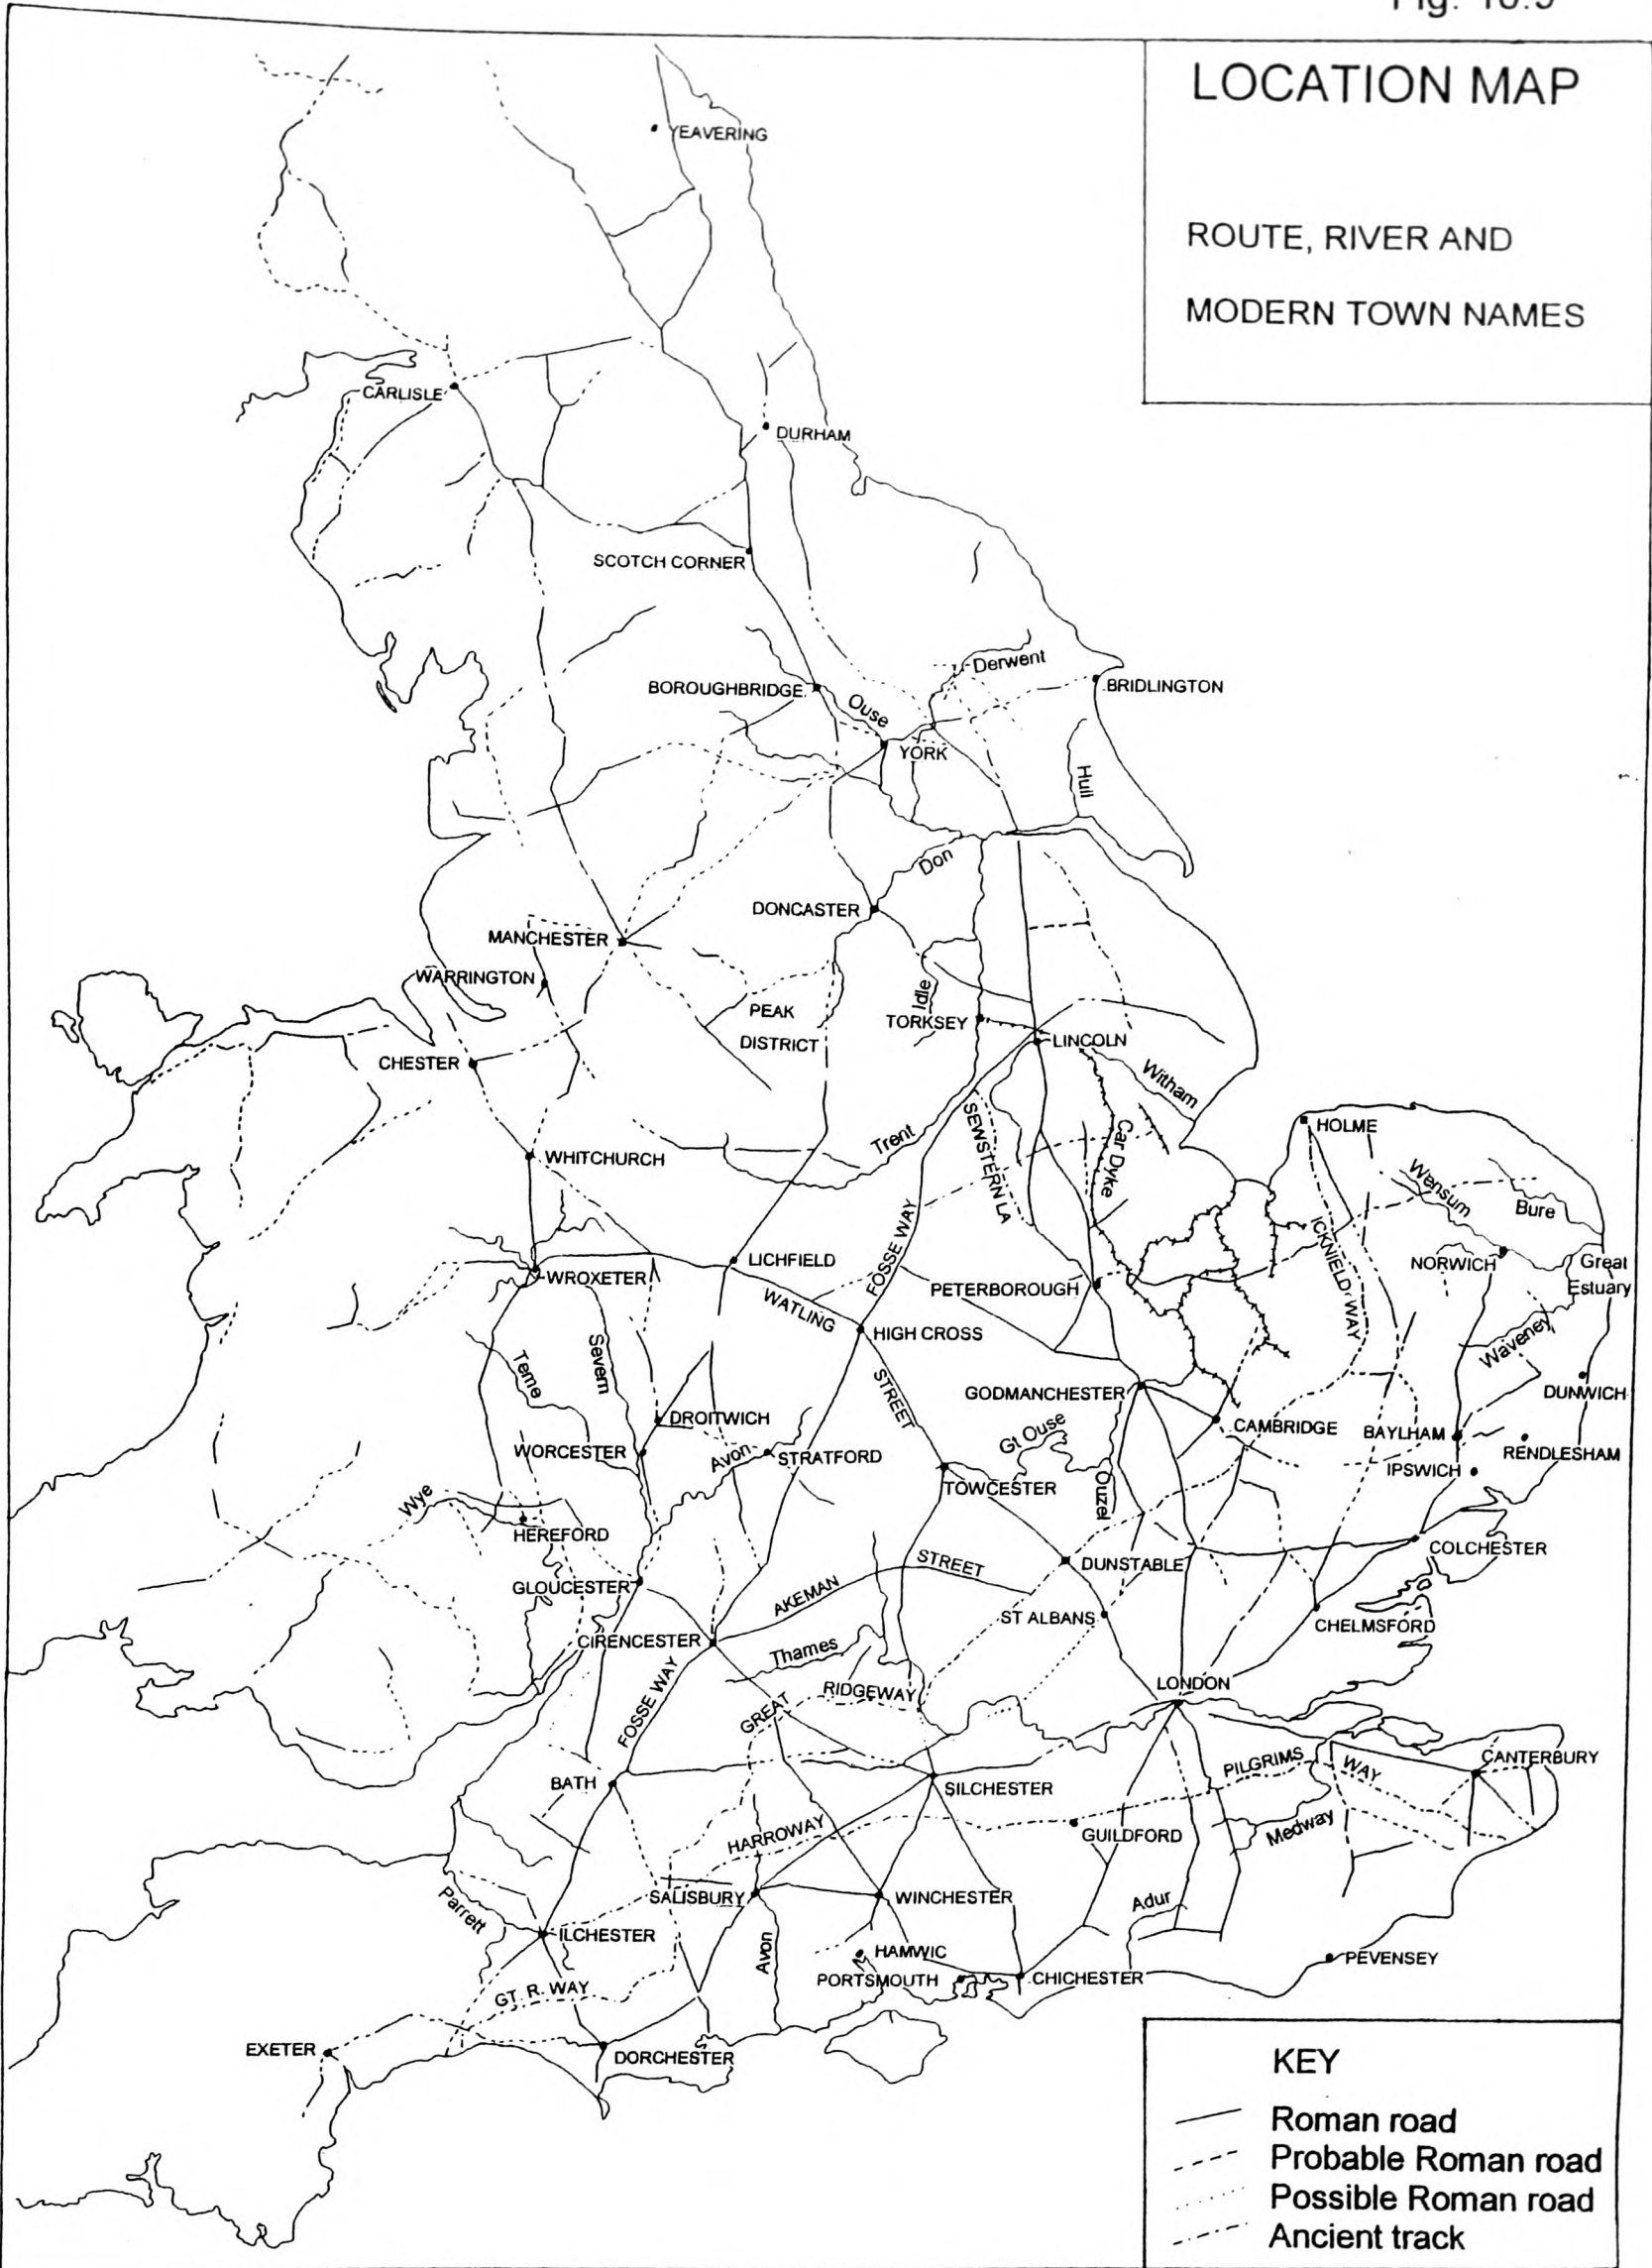 Fig. 10.9
LOCATION MAP
ROUTE, RIVER AND
MODERN TOWN NAMES
YEAVERING
CARLISLE
DURHAM
SCOTCH CORNER
Derwent
BOROUGHBRIDGE
BRIDLINGTON
Ouse
YORK
Hull
Don
DONCASTER
MANCHESTER
WARRINGTON
Idle
PEAK
DISTRICT
TORKSEY
LINCOLN
CHESTER
Witham
SEWSTERN LA
Trent
Car Dyke
HOLME
WHITCHURCH
Wensum
Bure
FOSSE WAY
ICKNIELD WAY
LICHFIELD
NORWICH
Great
Estuary
WROXETER
PETERBOROUGH
WATLING
HIGH CROSS
Waveney
Teme
Severn
STREET
GODMANCHESTER
DUNWICH
DROITWICH
CAMBRIDGE
BAYLHAM
WORCESTER
Avon
STRATFORD
Gt Ouse
RENDLESHAM
IPSWICH
TOWCESTER
Ouzel
Wye
HEREFORD
COLCHESTER
STREET
DUNSTABLE
GLOUCESTER
AKEMAN
ST ALBANS
CHELMSFORD
CIRENCESTER
Thames
FOSSE WAY
RIDGEWAY
GREAT
LONDON
PILGRIMS
WAY
CANTERBURY
BATH
SILCHESTER
HARROWAY
GUILDFORD
Medway
SALISBURY
WINCHESTER
Parrett
Adur
ILCHESTER
Avon
HAMWIC
PEVENSEY
PORTSMOUTH
CHICHESTER
GT. R. WAY
EXETER
DORCHESTER
KEY
Roman road
Probable Roman road
Possible Roman road
Ancient track